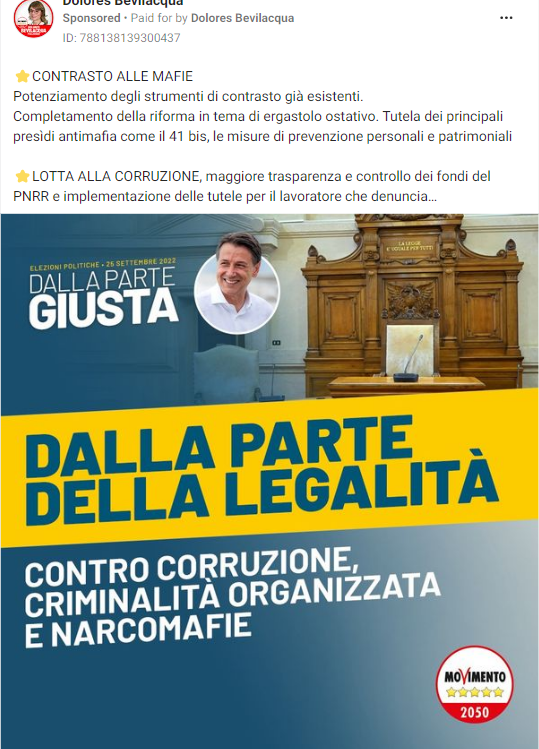 Dolores Bevilacqua
Sponsored • Paid for by Dolores Bevilacqua
ID: 788138139300437
⭐CONTRASTO ALLE MAFIE
Potenziamento degli strumenti di contrasto già esistenti.
Completamento della riforma in tema di ergastolo ostativo. Tutela dei principali
presìdi antimafia come il 41 bis, le misure di prevenzione personali e patrimoniali
⭐LOTTA ALLA CORRUZIONE, maggiore trasparenza e controllo dei fondi del
PNRR e implementazione delle tutele per il lavoratore che denuncia...
ELEZIONI POLITICHE • 25 SETTEMBRE 2022
DALLA PARTE
GIUSTA
LA LEGGE
E' UGUALE PER TUTTI
DALLA PARTE
DELLA LEGALITÀ
CONTRO CORRUZIONE,
CRIMINALITÀ ORGANIZZATA
E NARCOMAFIE
MOVIMENTO
2050